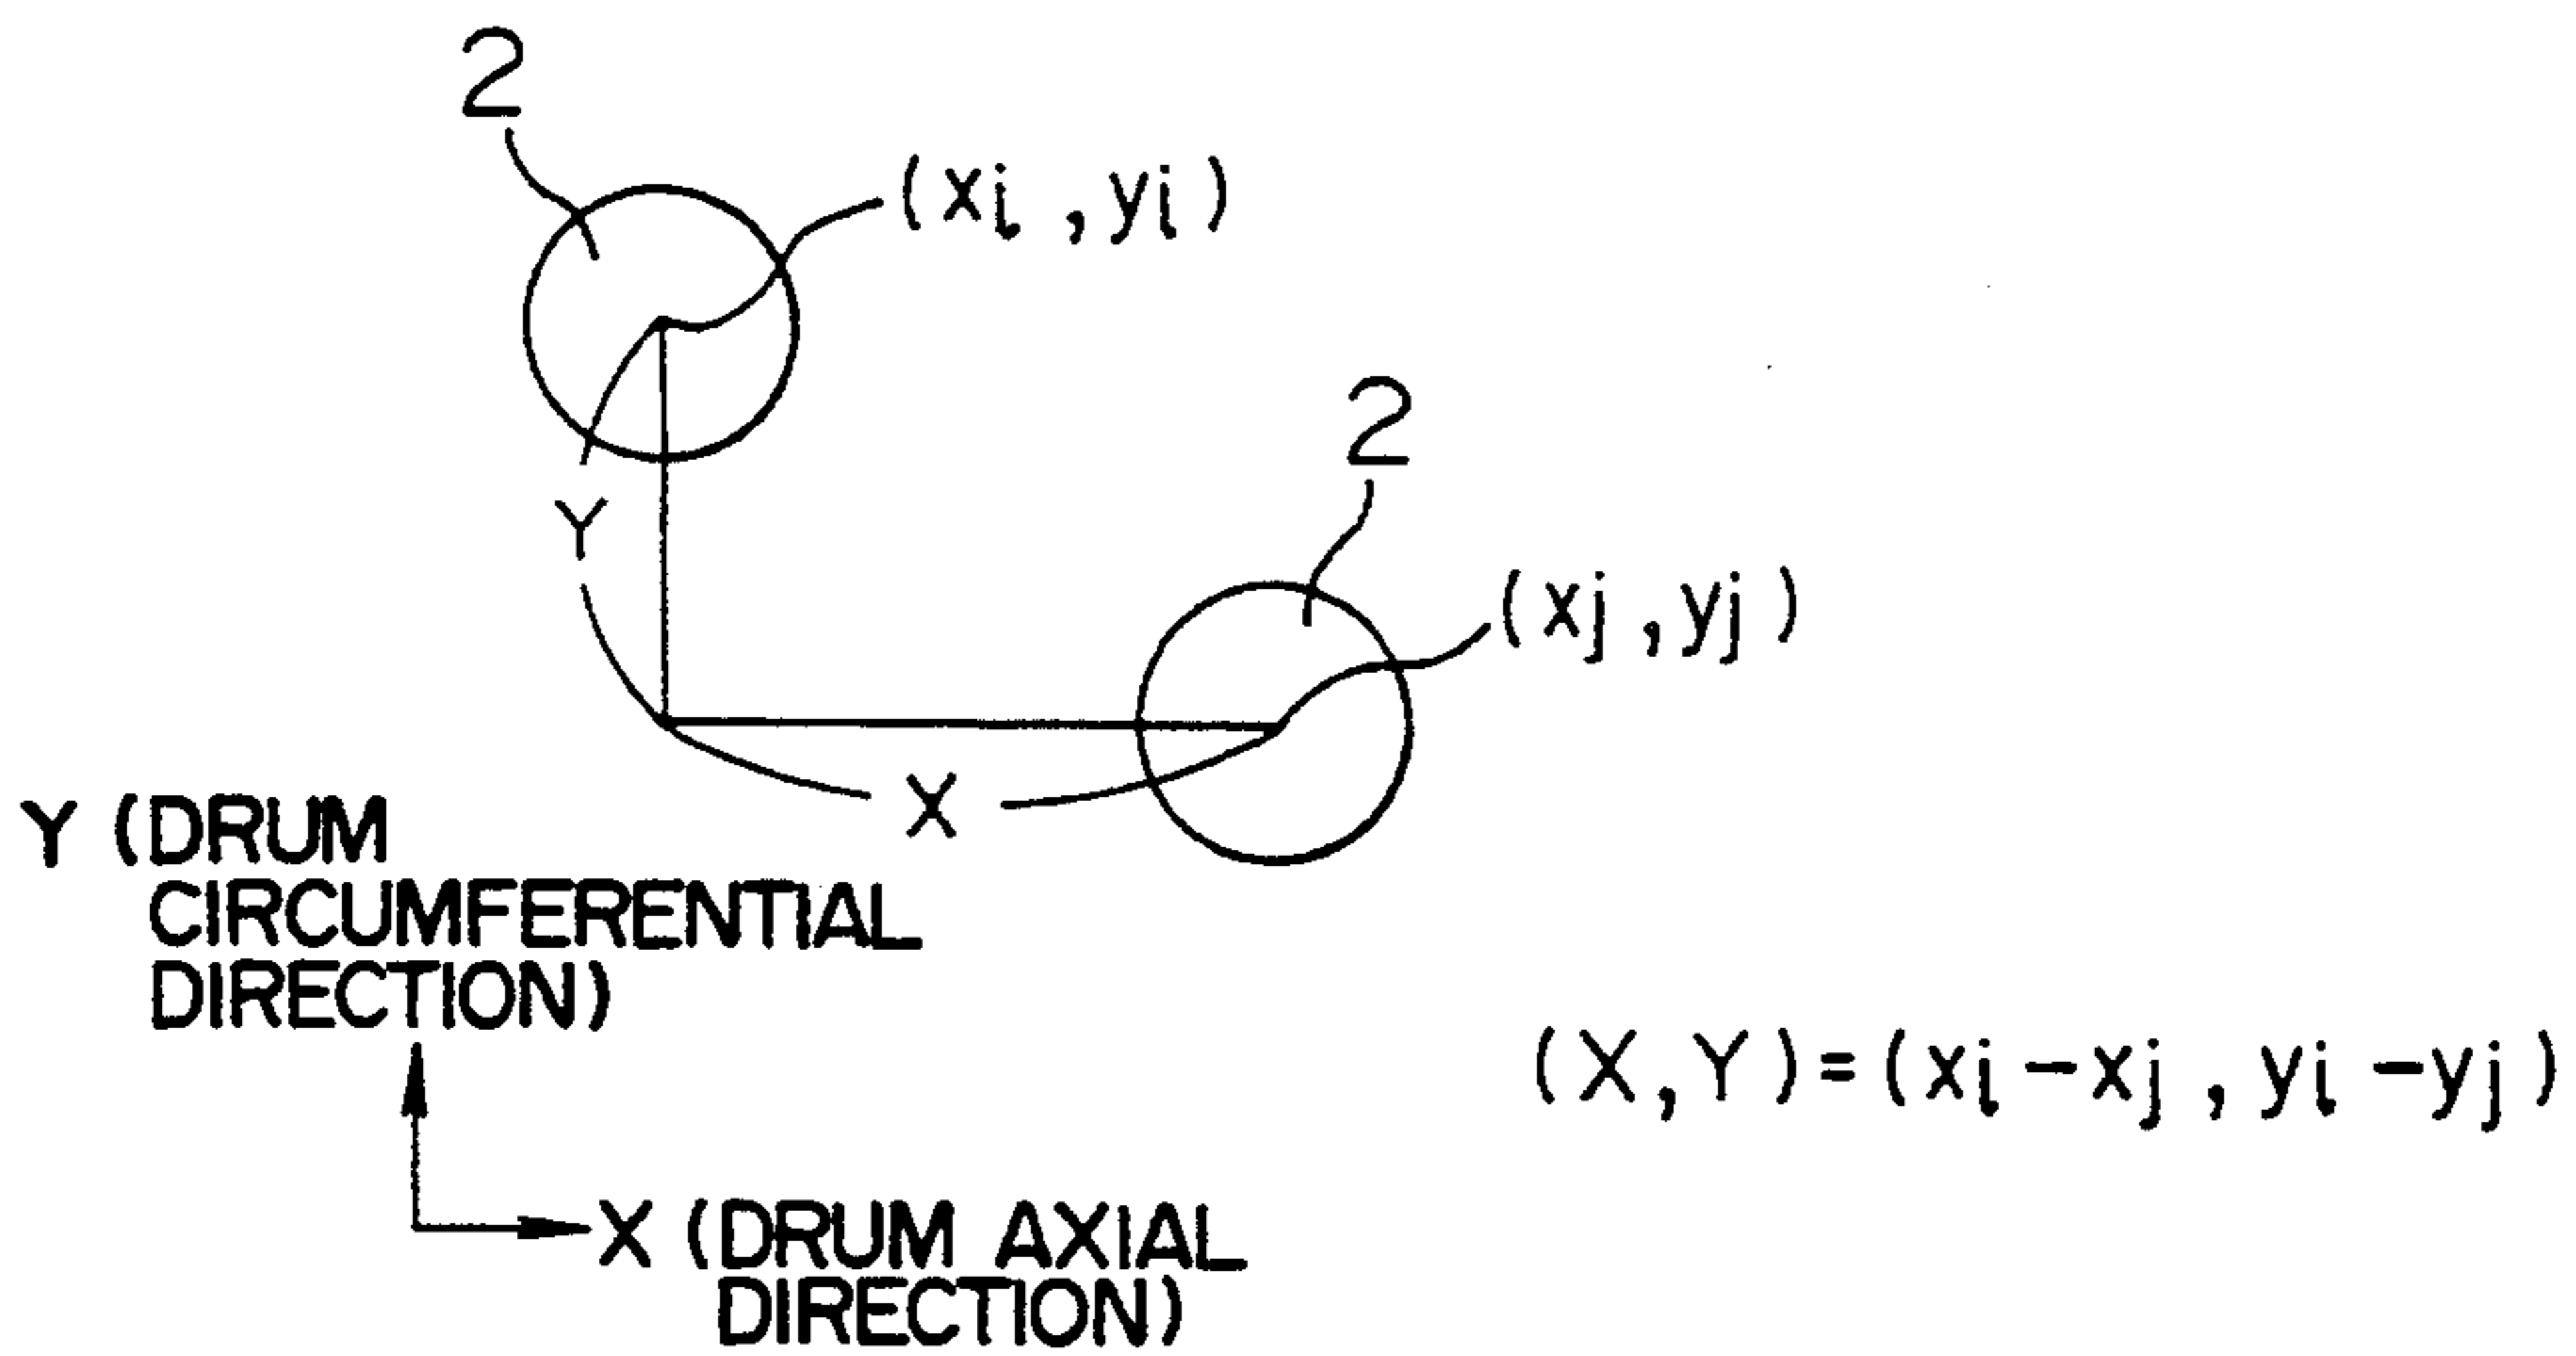 2
(xi , yi)
2
Y
(xj , yj)
X
Y (DRUM
CIRCUMFERENTIAL
DIRECTION)
(X,Y)=(xi-xj , yi-yj)
X (DRUM AXIAL
DIRECTION)